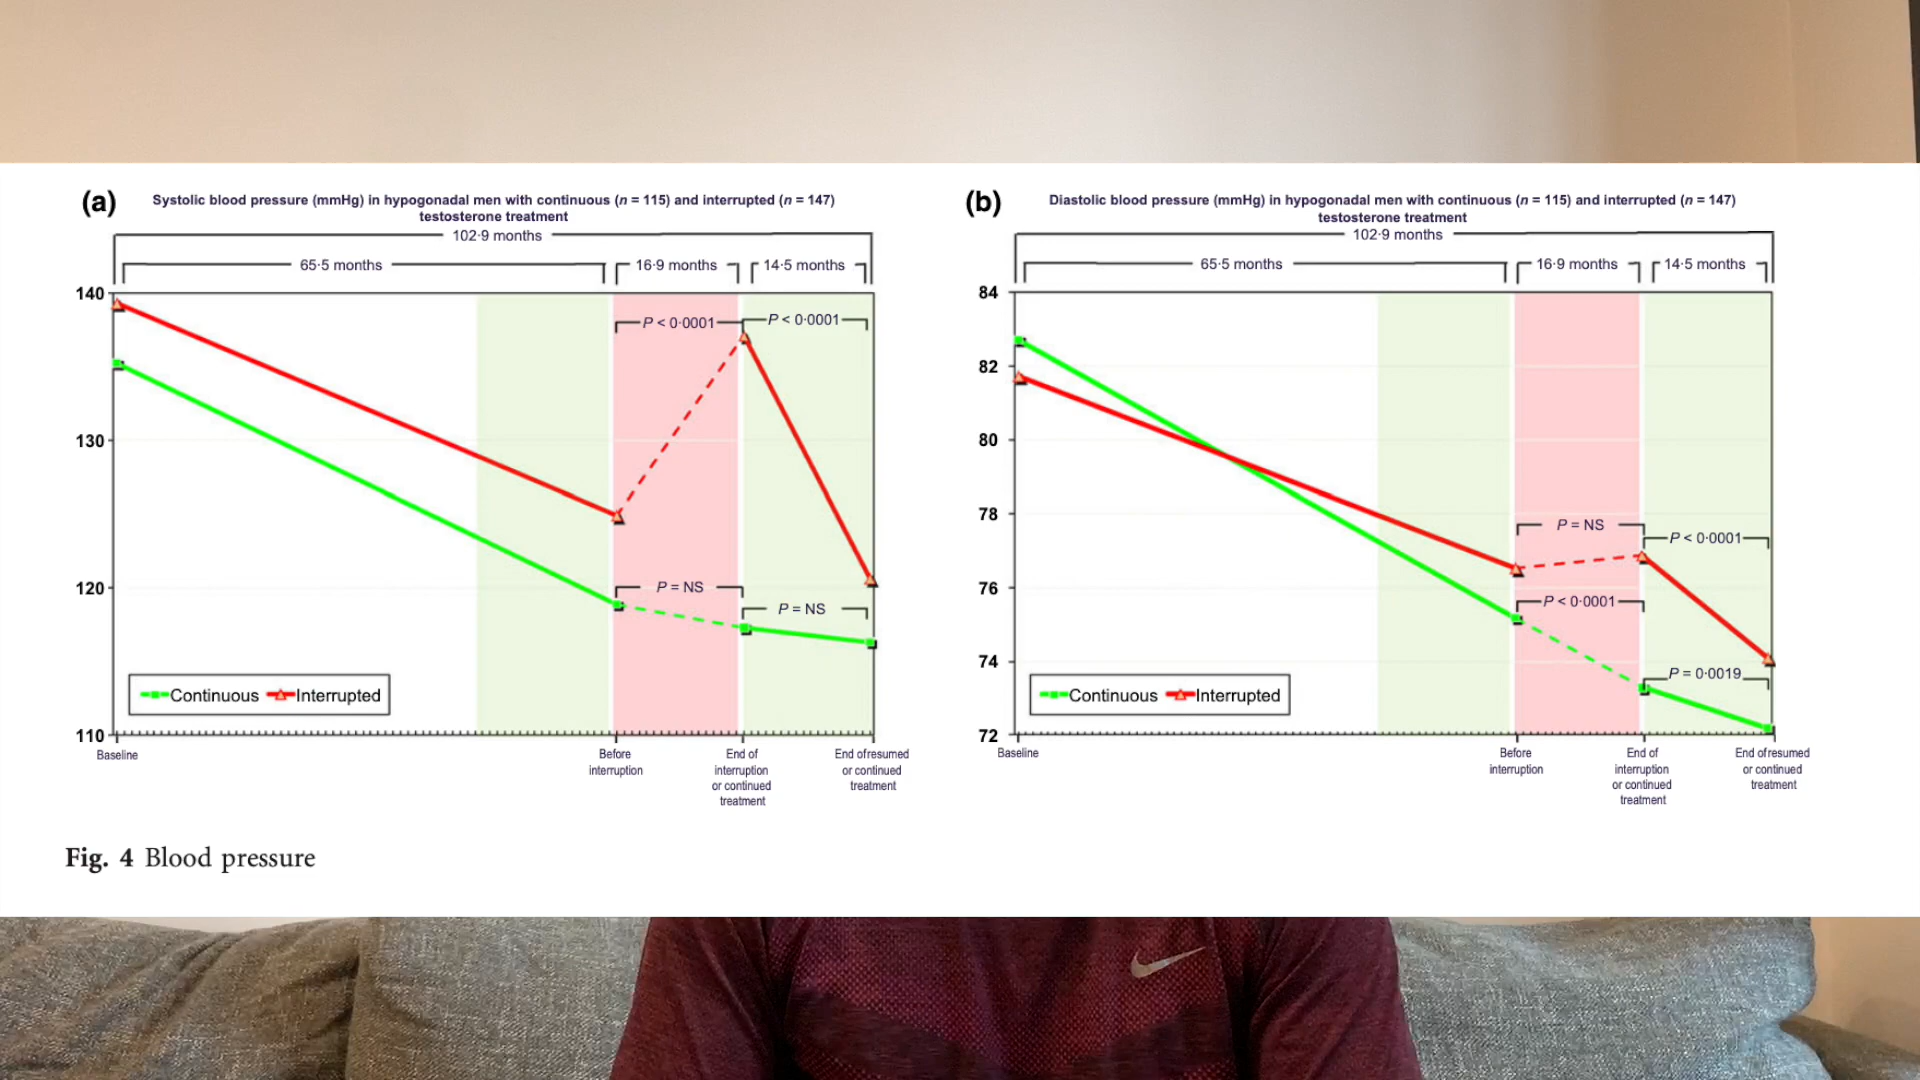 (a)
Systolic blood pressure (mmHg) in hypogonadal men with continuous (n = 115) and interrupted (n = 147)
testosterone treatment
102·9 months
65·5 months
16·9 months
14·5 months
140
130
120
110
P < 0·0001
P < 0·0001
P = NS
P = NS
Continuous
Interrupted
Baseline
Before
interruption
End of
interruption
or continued
treatment
End of resumed
or continued
treatment
(b)
Diastolic blood pressure (mmHg) in hypogonadal men with continuous (n = 115) and interrupted (n = 147)
testosterone treatment
102·9 months
65·5 months
16·9 months
14·5 months
84
82
80
78
76
74
72
P = NS
P < 0·0001
P < 0·0001
P = 0·0019
Continuous
Interrupted
Baseline
Before
interruption
End of
interruption
or continued
treatment
End of resumed
or continued
treatment
Fig. 4 Blood pressure